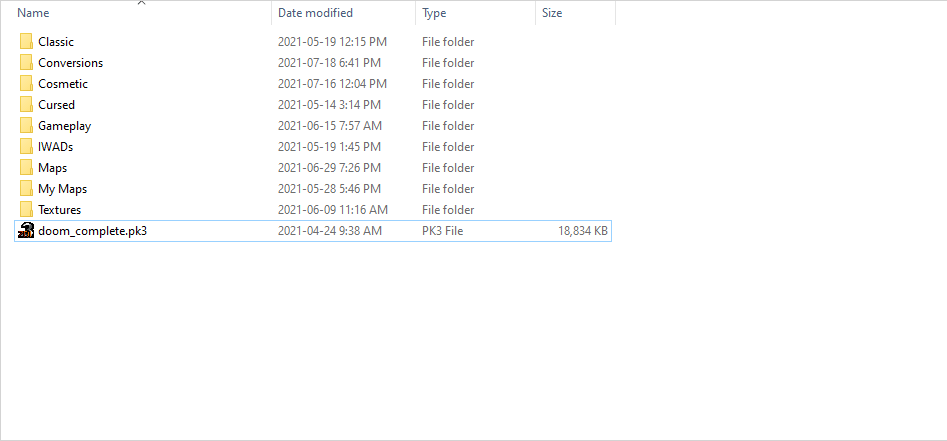 Name Date modified Type Size
Classic 2021-05-19 12:15 PM File folder
Conversions 2021-07-18 6:41 PM File folder
Cosmetic 2021-07-16 12:04 PM File folder
Cursed 2021-05-14 3:14 PM File folder
Gameplay 2021-06-15 7:57 AM File folder
IWADs 2021-05-19 1:45 PM File folder
Maps 2021-06-29 7:26 PM File folder
My Maps 2021-05-28 5:46 PM File folder
Textures 2021-06-09 11:16 AM File folder
doom_complete.pk3 2021-04-24 9:38 AM PK3 File 18,834 KB